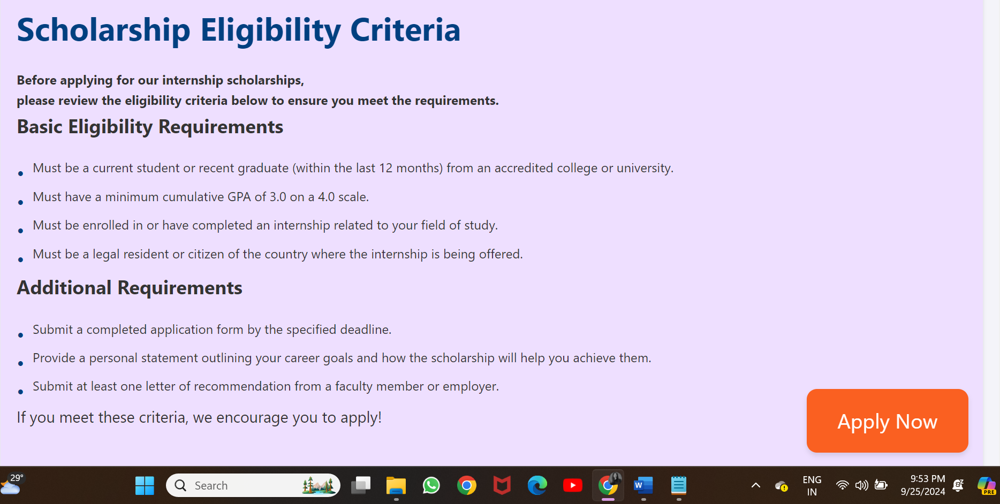 Scholarship Eligibility Criteria
Before applying for our internship scholarships,
please review the eligibility criteria below to ensure you meet the requirements.
Basic Eligibility Requirements
Must be a current student or recent graduate (within the last 12 months) from an accredited college or university.
Must have a minimum cumulative GPA of 3.0 on a 4.0 scale.
Must be enrolled in or have completed an internship related to your field of study.
Must be a legal resident or citizen of the country where the internship is being offered.
Additional Requirements
Submit a completed application form by the specified deadline.
Provide a personal statement outlining your career goals and how the scholarship will help you achieve them.
Submit at least one letter of recommendation from a faculty member or employer.
If you meet these criteria, we encourage you to apply!
Apply Now
29°
Search
W
ENG
IN
9:53 PM
9/25/2024
PRE